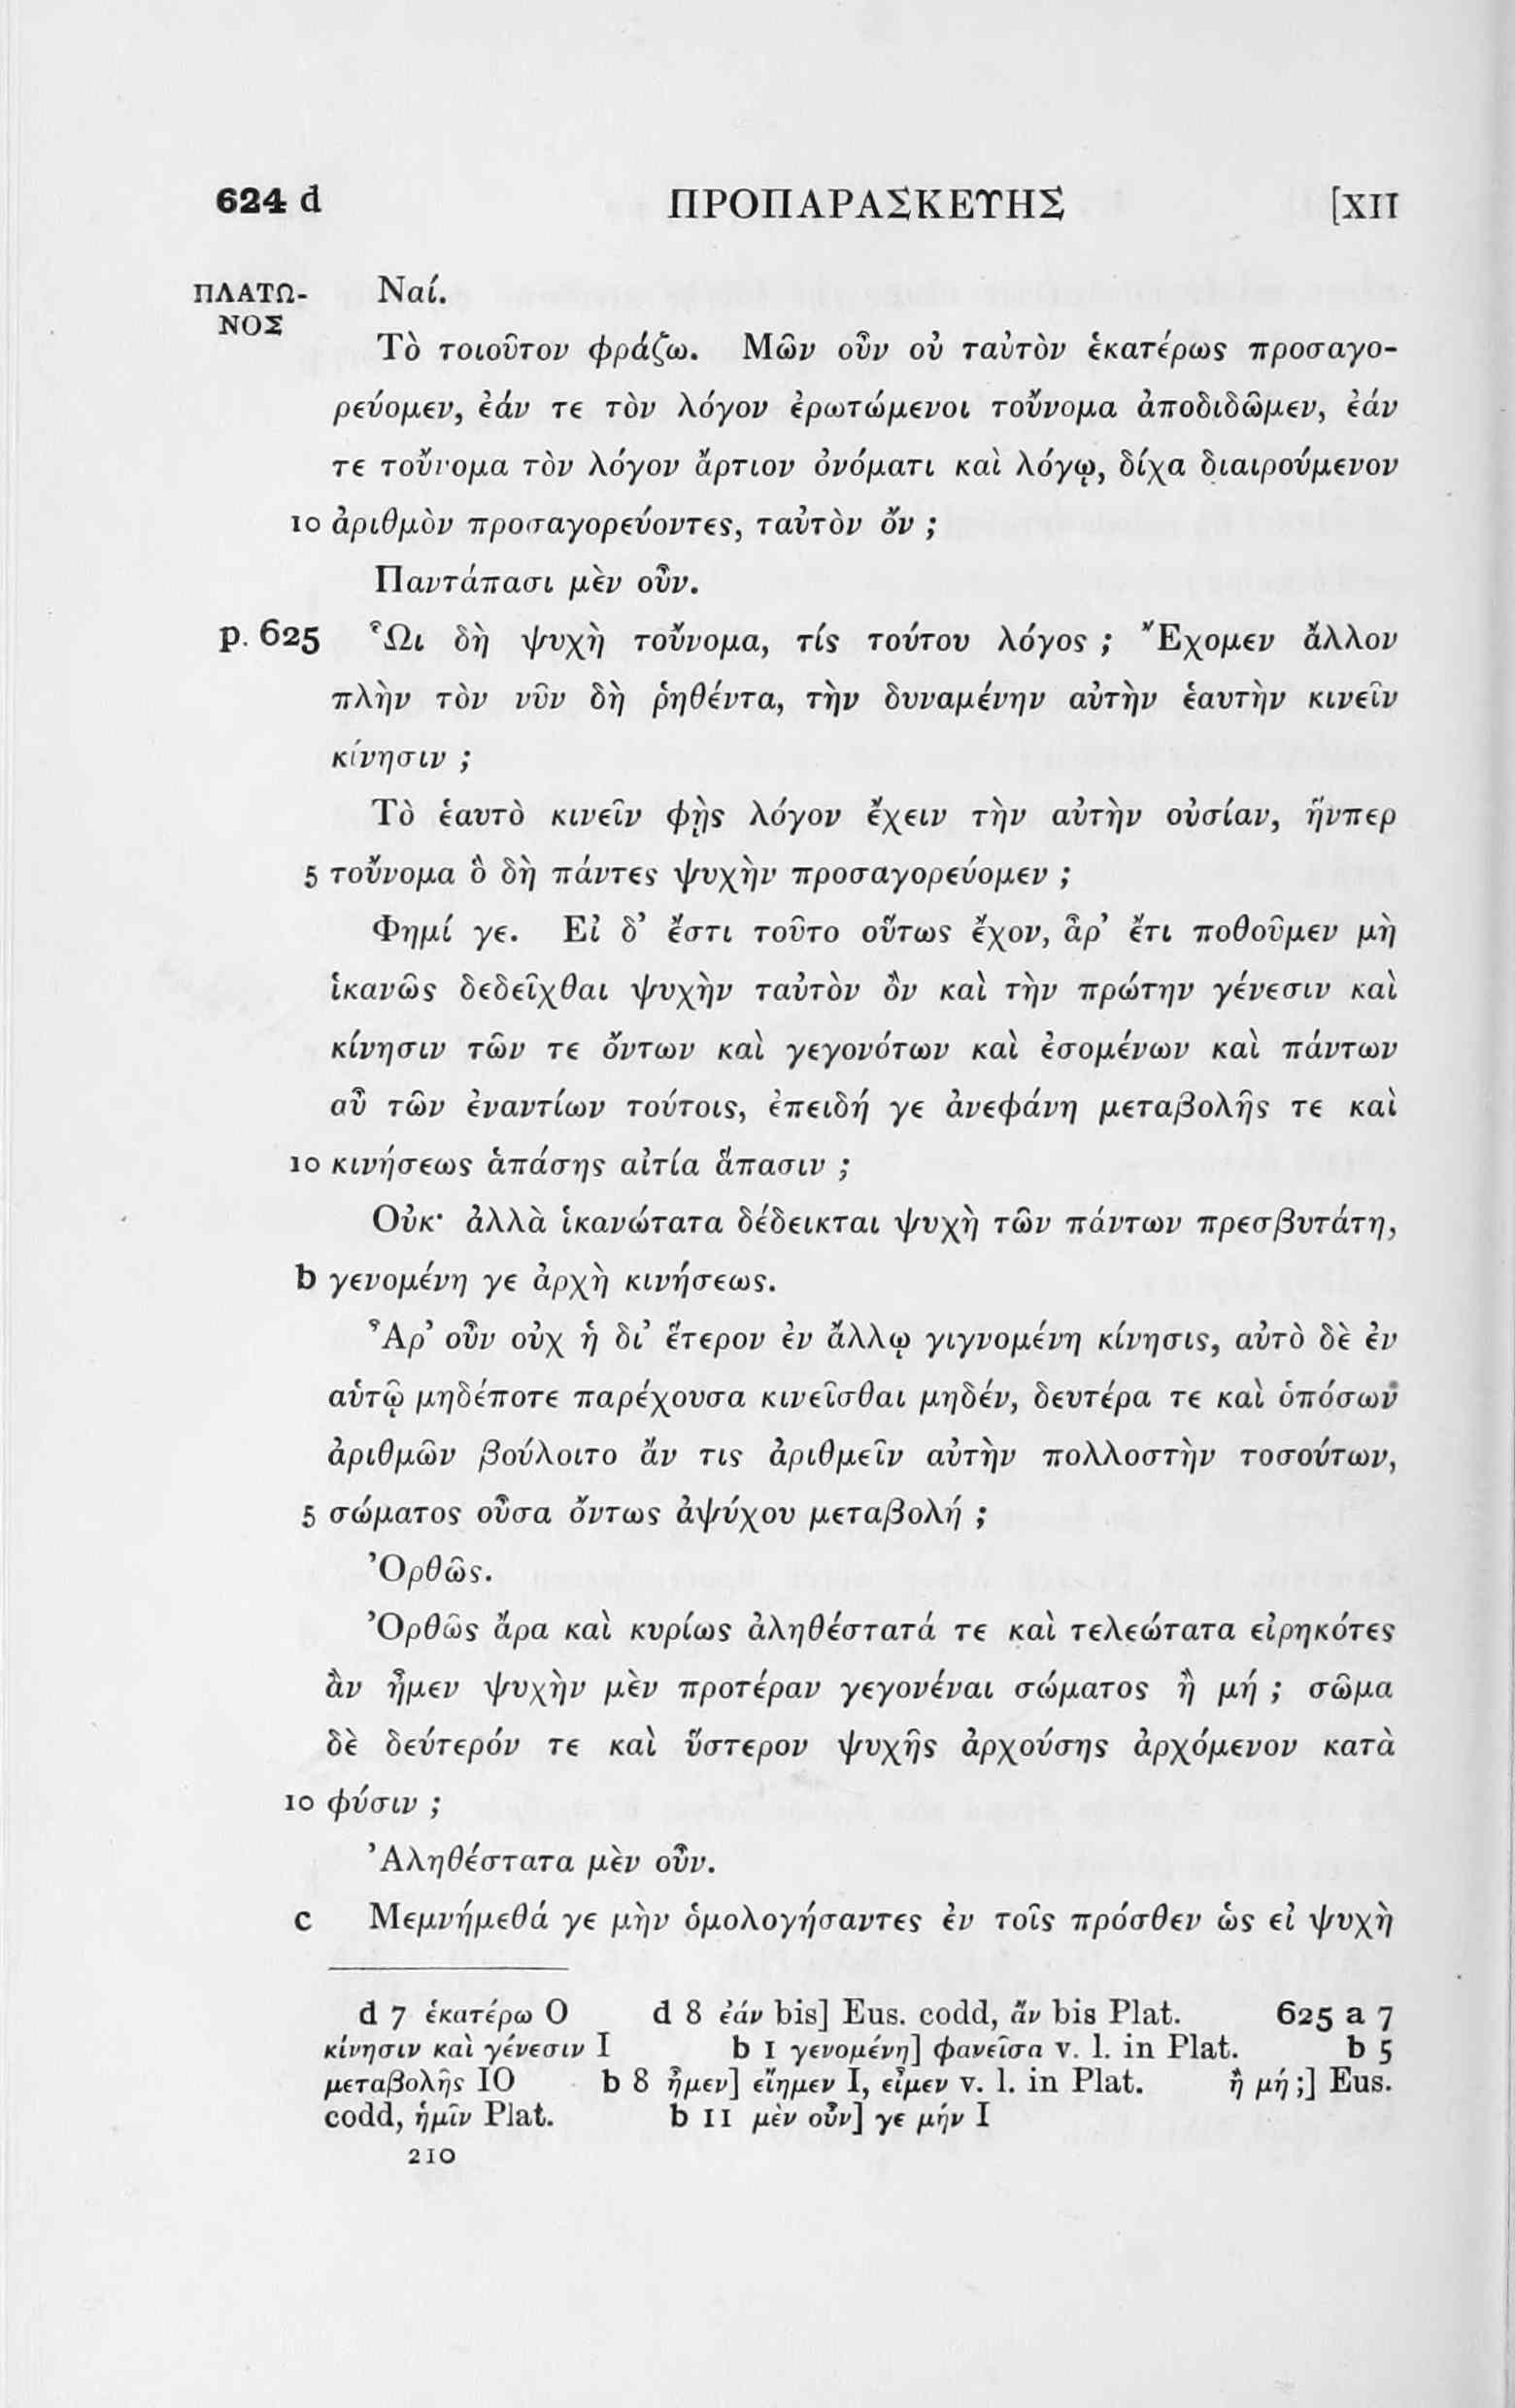 624 d ΠΡΟΠΑΡΑΣΚΕΥΗΣ [XII
ΠΛΑΤΩ- Ναί.
ΝΟΣ
Τὸ τοιοῦτον φράζω. Μῶν οὖν οὐ ταὐτὸν ἑκατέρως προσαγο-
ρεύομεν, ἐάν τε τὸν λόγον ἐρωτώμενοι τοὔνομα ἀποδιδῶμεν, ἐάν
τε τοὔνομα τὸν λόγον ἄρτιον ὀνόματι καὶ λόγῳ, δίχα διαιρούμενον
10 ἀριθμὸν προσαγορεύοντες, ταὐτὸν ὄν ;
Παντάπασι μὲν οὖν.
p. 625 Ὧι δὴ ψυχὴ τοὔνομα, τίς τούτου λόγος ; Ἔχομεν ἄλλον
πλὴν τὸν νῦν δὴ ῥηθέντα, τὴν δυναμένην αὐτὴν ἑαυτὴν κινεῖν
κίνησιν ;
Τὸ ἑαυτὸ κινεῖν φῂς λόγον ἔχειν τὴν αὐτὴν οὐσίαν, ἥνπερ
5 τοὔνομα ὃ δὴ πάντες ψυχὴν προσαγορεύομεν ;
Φημί γε. Εἰ δ’ ἔστι τοῦτο οὕτως ἔχον, ἆρ’ ἔτι ποθοῦμεν μὴ
ἱκανῶς δεδεῖχθαι ψυχὴν ταὐτὸν ὂν καὶ τὴν πρώτην γένεσιν καὶ
κίνησιν τῶν τε ὄντων καὶ γεγονότων καὶ ἐσομένων καὶ πάντων
αὖ τῶν ἐναντίων τούτοις, ἐπειδή γε ἀνεφάνη μεταβολῆς τε καὶ
10 κινήσεως ἁπάσης αἰτία ἅπασιν ;
Οὐκ· ἀλλὰ ἱκανώτατα δέδεικται ψυχὴ τῶν πάντων πρεσβυτάτη,
b γενομένη γε ἀρχὴ κινήσεως.
Ἆρ’ οὖν οὐχ ἡ δι’ ἕτερον ἐν ἄλλῳ γιγνομένη κίνησις, αὐτὸ δὲ ἐν
αὑτῷ μηδέποτε παρέχουσα κινεῖσθαι μηδέν, δευτέρα τε καὶ ὁπόσων
ἀριθμῶν βούλοιτο ἄν τις ἀριθμεῖν αὐτὴν πολλοστὴν τοσούτων,
5 σώματος οὖσα ὄντως ἀψύχου μεταβολή ;
Ὀρθῶς.
Ὀρθῶς ἄρα καὶ κυρίως ἀληθέστατά τε καὶ τελεώτατα εἰρηκότες
ἂν ἦμεν ψυχὴν μὲν προτέραν γεγονέναι σώματος ἢ μή ; σῶμα
δὲ δεύτερόν τε καὶ ὕστερον ψυχῆς ἀρχούσης ἀρχόμενον κατὰ
10 φύσιν ;
Ἀληθέστατα μὲν οὖν.
c Μεμνήμεθά γε μὴν ὁμολογήσαντες ἐν τοῖς πρόσθεν ὡς εἰ ψυχὴ
d 7 ἑκατέρω O d 8 ἐάν bis] Eus. codd, ἄν bis Plat. 625 a 7
κίνησιν καὶ γένεσιν I b 1 γενομένη] φανεῖσα v. l. in Plat. b 5
μεταβολῆς IO b 8 ἦμεν] εἴημεν I, εἶμεν v. l. in Plat. ἢ μή ;] Eus.
codd, ἡμῖν Plat. b 11 μὲν οὖν] γε μήν I
210